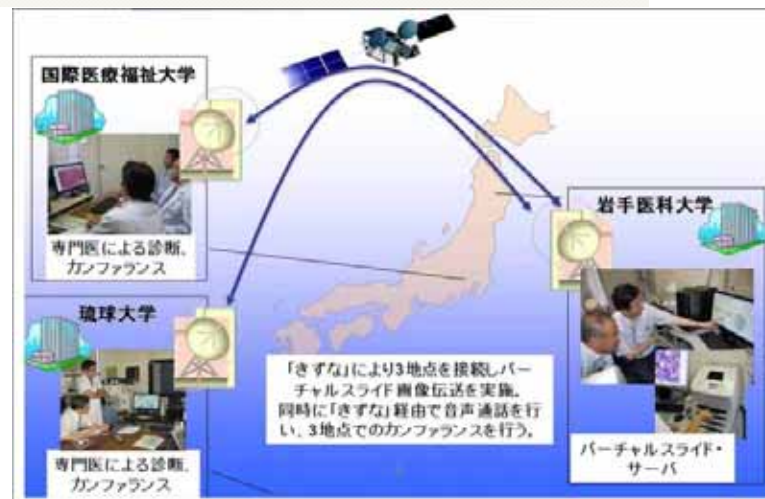 国際医療福祉大学
専門医による診断、
カンファランス
琉球大学
専門医による診断、
カンファランス
「きずな」により3地点を接続しバー
チャルスライド画像伝送を実施。
同時に「きずな」経由で音声通話を行
い、3地点でのカンファランスを行う。
岩手医科大学
バーチャルスライド・
サーバ